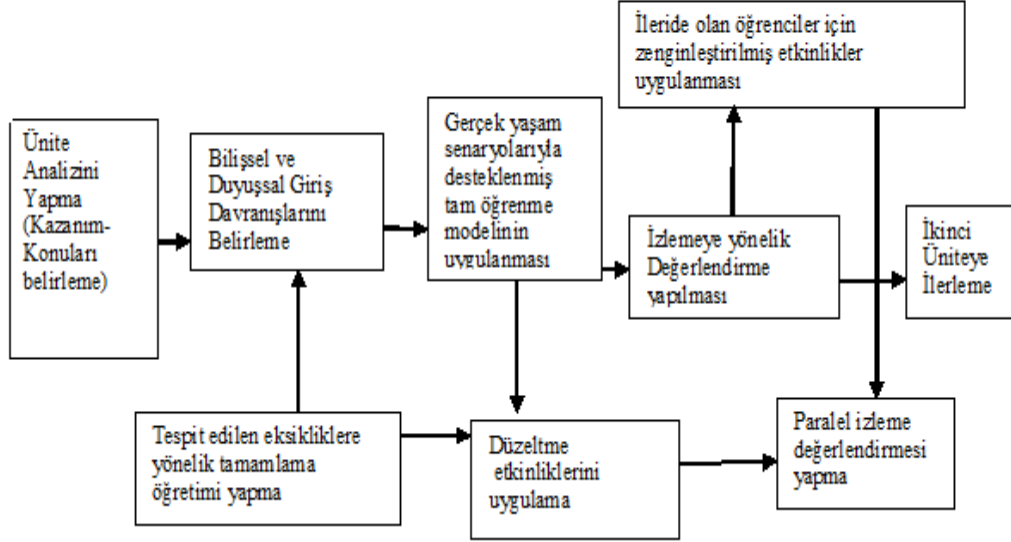 Ünite
Analizini
Yapma
(Kazanım-
Konuları
belirleme)
Bilişsel ve
Duyuşsal Giriş
Davranışlarını
Belirleme
Gerçek yaşam
senaryolarıyla
desteklenmiş
tam öğrenme
modelinin
uygulanması
İleride olan öğrenciler için
zenginleştirilmiş etkinlikler
uygulanması
İzlemeye yönelik
Değerlendirme
yapılması
İkinci
Üniteye
İlerleme
Tespit edilen eksikliklere
yönelik tamamlama
öğretimi yapma
Düzeltme
etkinliklerini
uygulama
Paralel izleme
değerlendirmesi
yapma